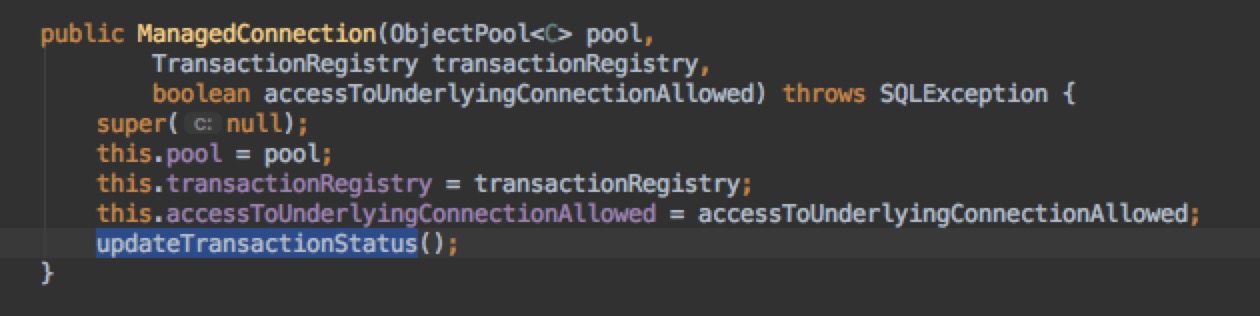 public ManagedConnection(ObjectPool<C> pool,
TransactionRegistry transactionRegistry,
boolean accessToUnderlyingConnectionAllowed) throws SQLException {
super( c: null);
this.pool = pool;
this.transactionRegistry = transactionRegistry;
this.accessToUnderlyingConnectionAllowed = accessToUnderlyingConnectionAllowed;
updateTransactionStatus();
}